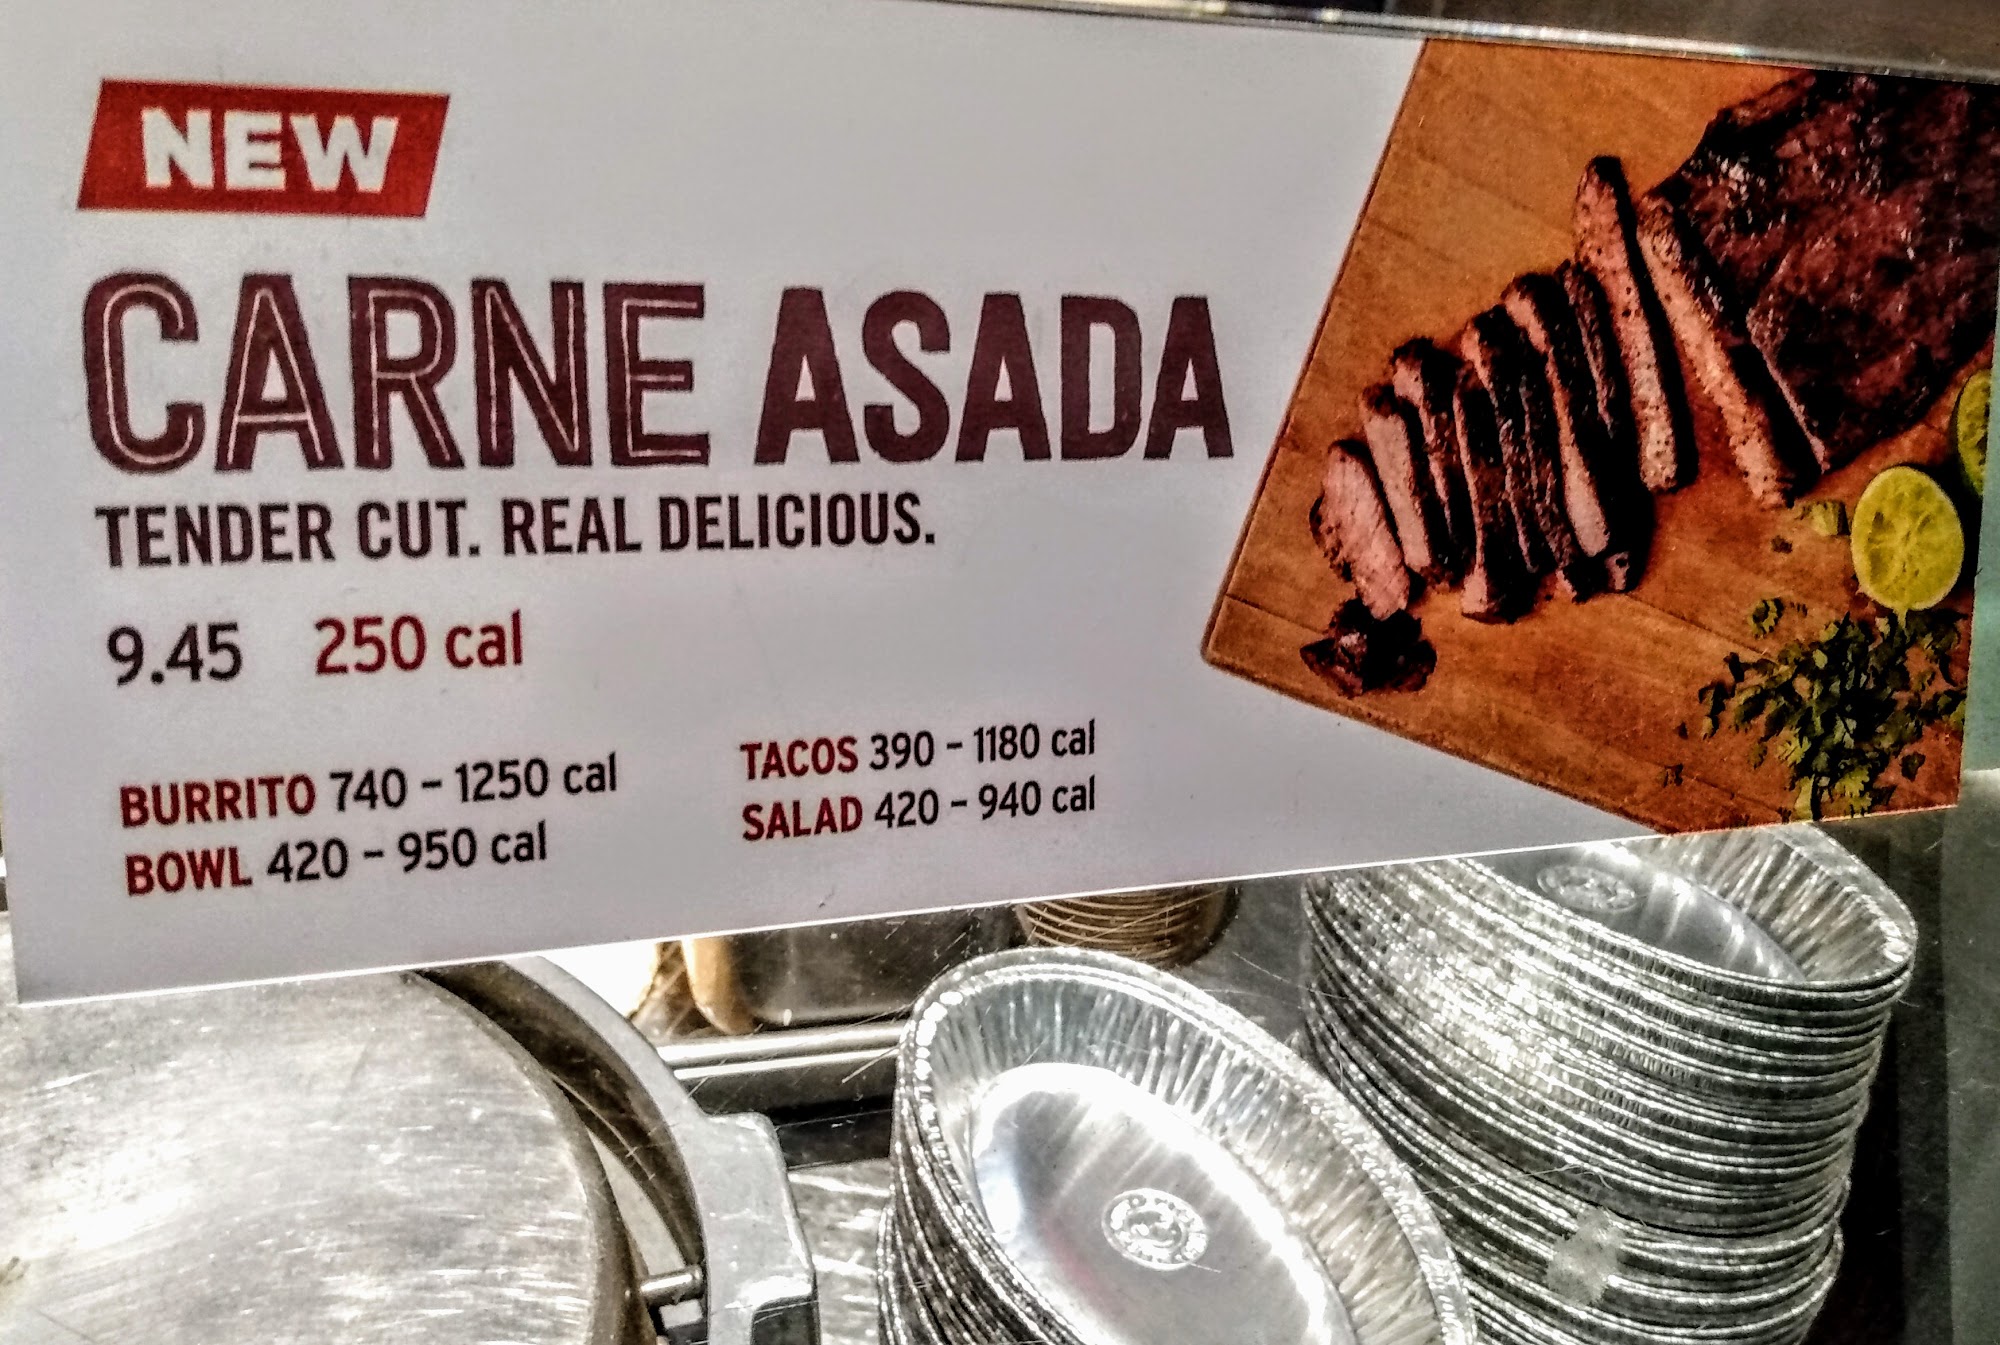 NEW
CARNE ASADA
TENDER CUT. REAL DELICIOUS.
9.45 250 cal
BURRITO 740 – 1250 cal
BOWL 420 – 950 cal
TACOS 390 – 1180 cal
SALAD 420 – 940 cal